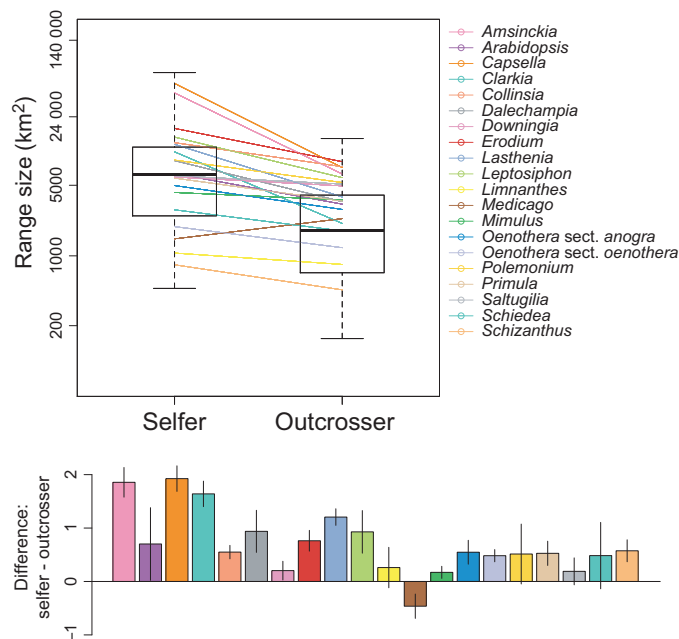 140 000
24 000
5000
1000
200
Range size (km²)
Selfer
Outcrosser
Amsinckia
Arabidopsis
Capsella
Clarkia
Collinsia
Dalechampia
Downingia
Erodium
Lasthenia
Leptosiphon
Limnanthes
Medicago
Mimulus
Oenothera sect. anogra
Oenothera sect. oenothera
Polemonium
Primula
Saltugilia
Schiedea
Schizanthus
Difference:
selfer - outcrosser
2
1
0
−1